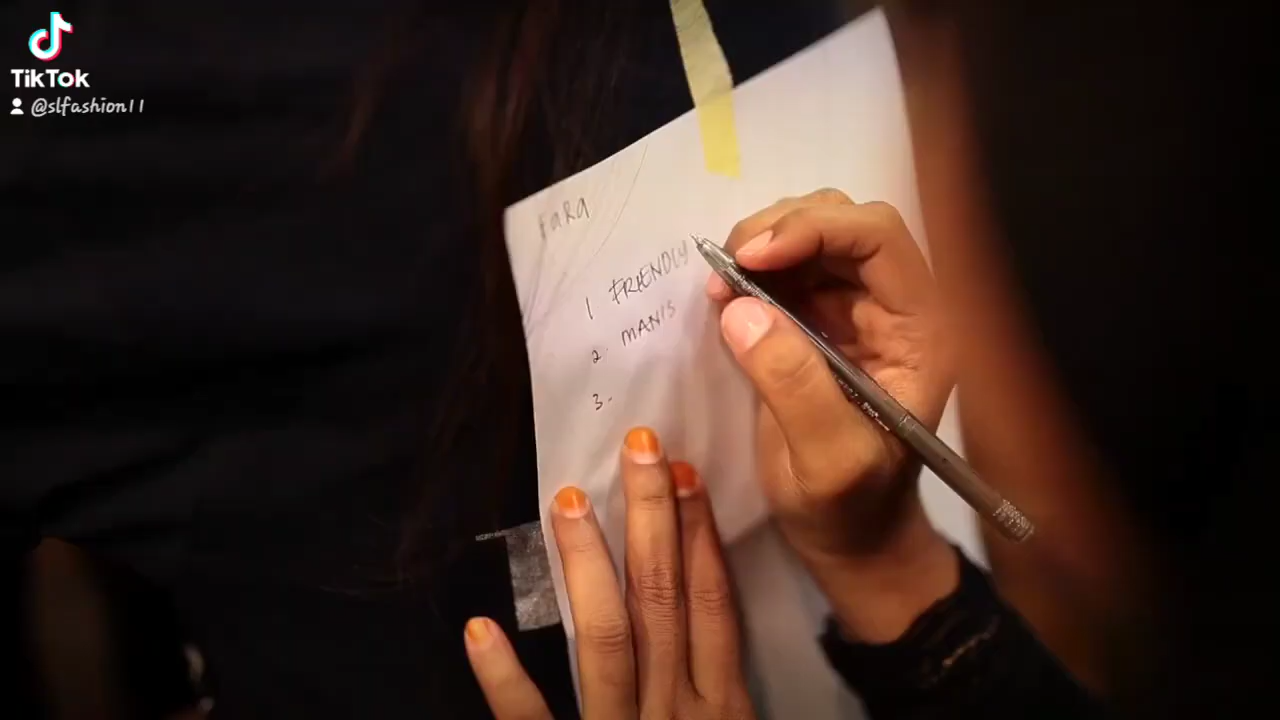 TikTok
@slfashion11
FaRa
1 FRIENDLY
2. MANIS
3.